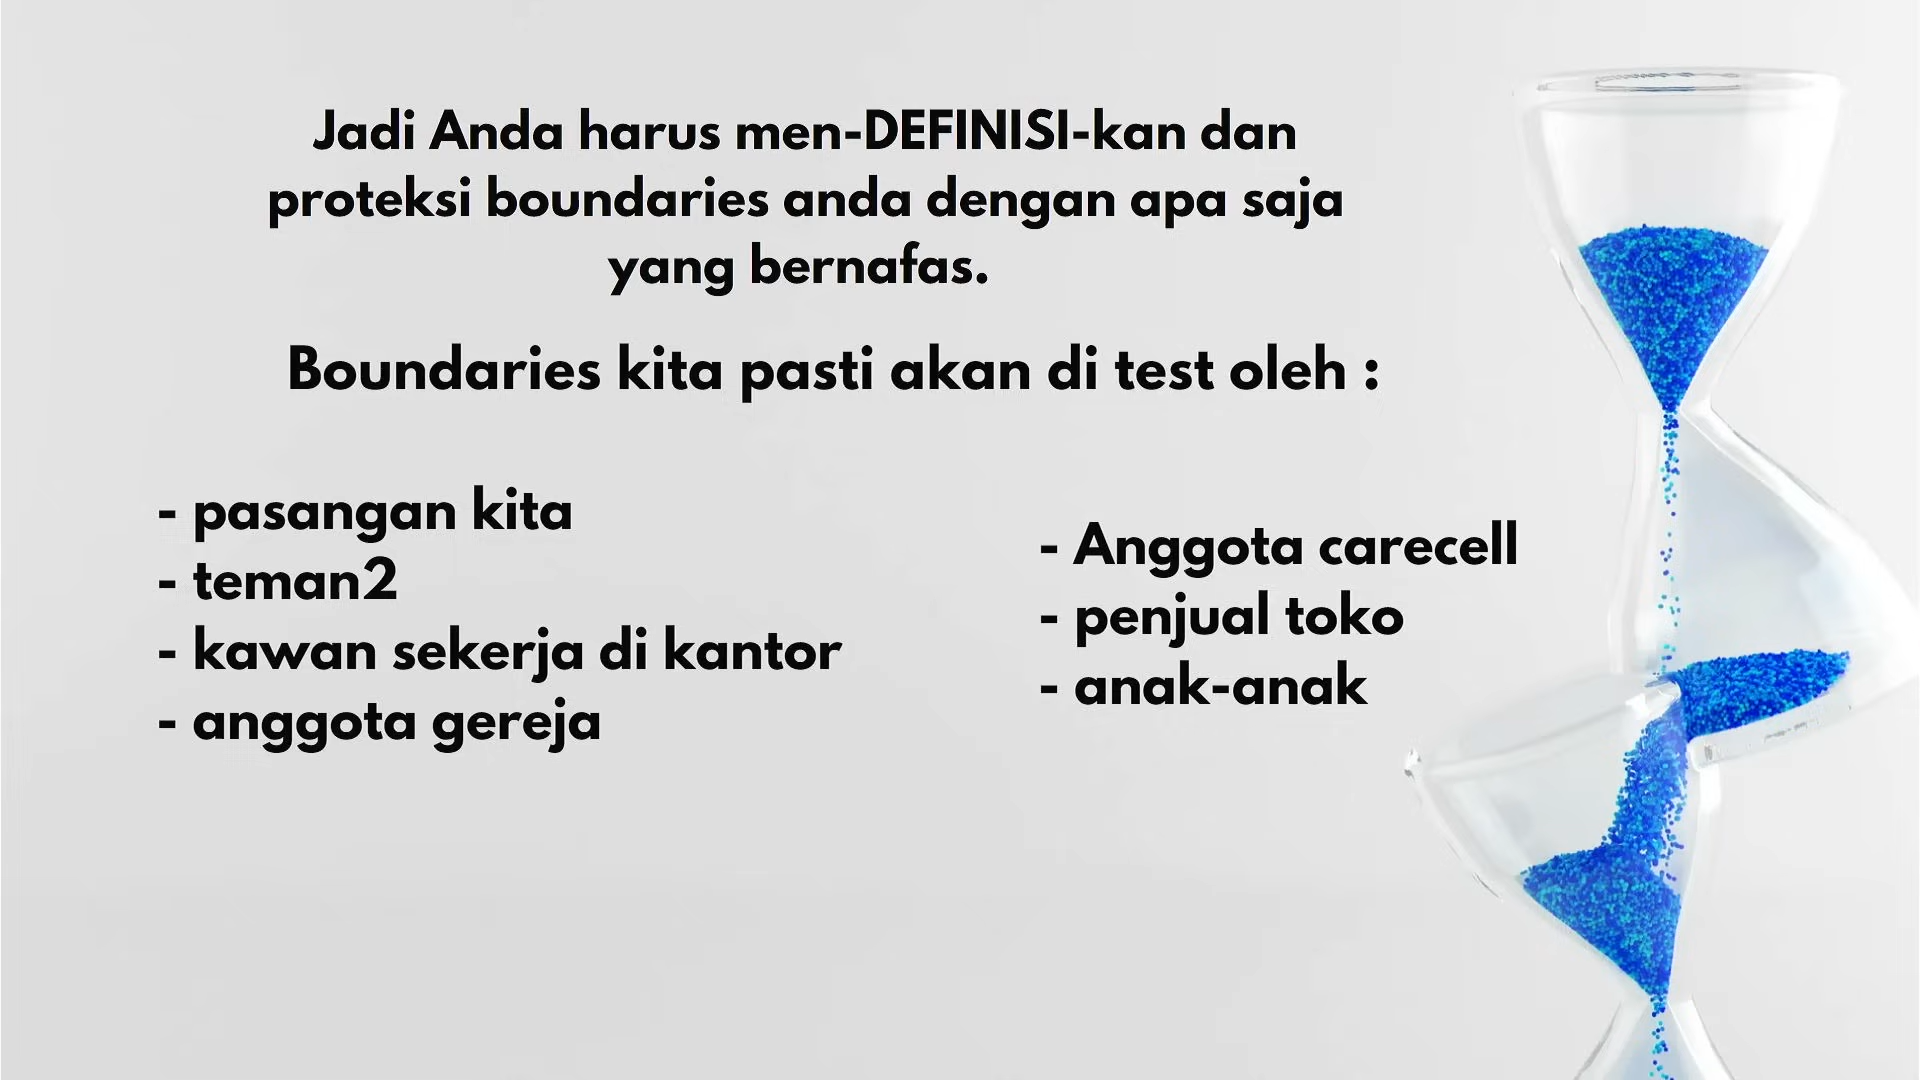 Jadi Anda harus men-DEFINISI-kan dan
proteksi boundaries anda dengan apa saja
yang bernafas.
Boundaries kita pasti akan di test oleh :
- pasangan kita
- teman2
- kawan sekerja di kantor
- anggota gereja
- Anggota carecell
- penjual toko
- anak-anak